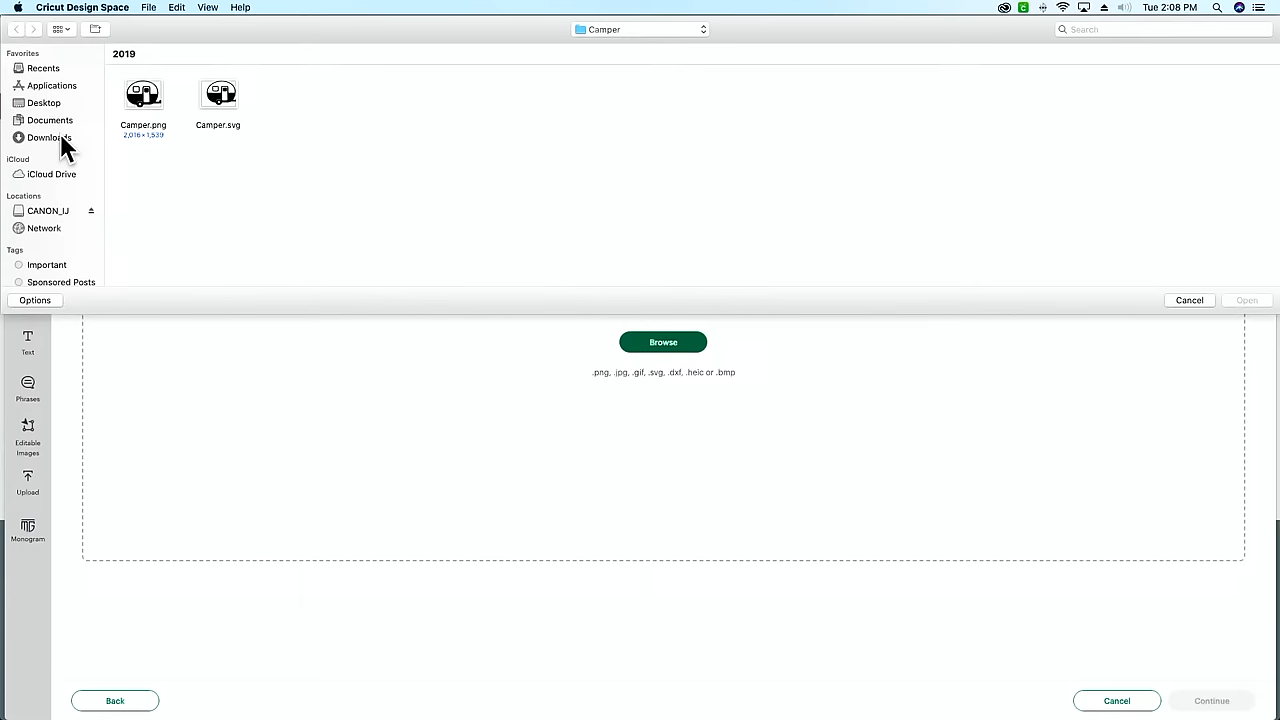 Cricut Design Space File Edit View Help Tue 2:08 PM
Camper Search
Favorites
Recents
Applications
Desktop
Documents
Downloads
iCloud
iCloud Drive
Locations
CANON_IJ
Network
Tags
Important
Sponsored Posts
2019
Camper.png Camper.svg
2,016 × 1,539
Options Cancel Open
Text
Phrases
Editable
Images
Upload
MG
Monogram
Browse
.png, .jpg, .gif, .svg, .dxf, .heic or .bmp
Back Cancel Continue